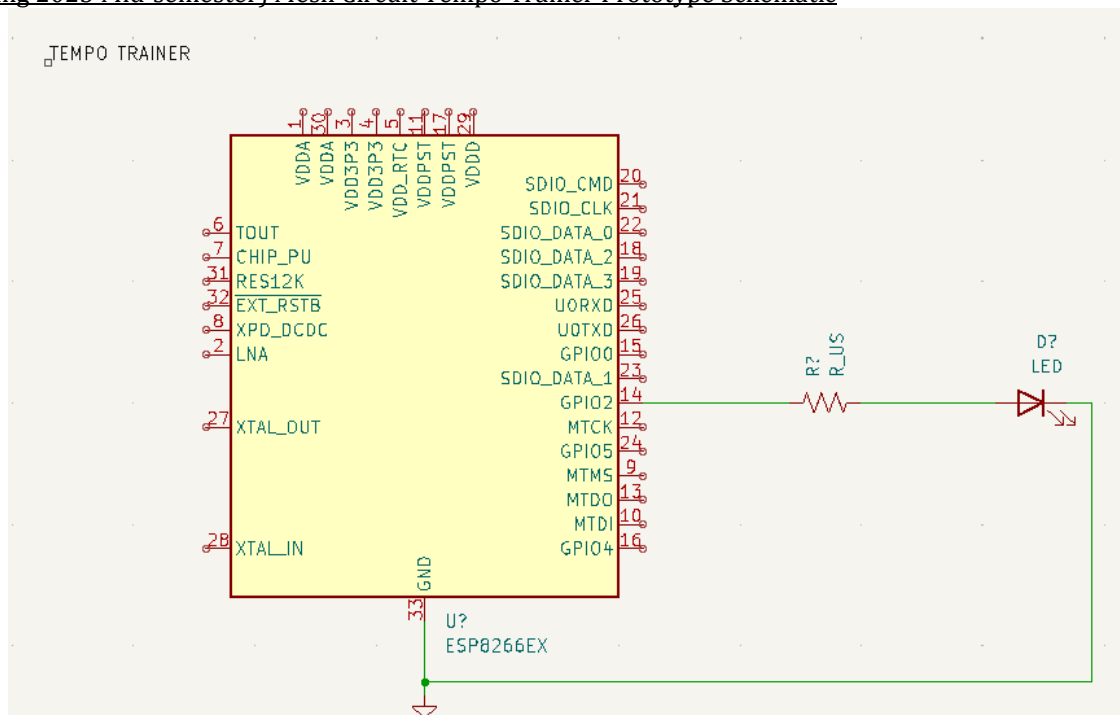 TEMPO TRAINER
1 30 3 4 5 11 17 29
VDDA VDDA VDD3P3 VDD3P3 VDD_RTC VDDPST VDDPST VDDD
SDIO_CMD 20
SDIO_CLK 21
6 TOUT SDIO_DATA_0 22
7 CHIP_PU SDIO_DATA_2 18
31 RES12K SDIO_DATA_3 19
32 EXT_RSTB UORXD 25
8 XPD_DCDC UOTXD 26
2 LNA GPIO0 15
SDIO_DATA_1 23
GPIO2 14
27 XTAL_OUT MTCK 12
GPIO5 24
MTMS 9
MTDO 13
MTDI 10
28 XTAL_IN GPIO4 16
R? R_US
D?
LED
GND
33
U?
ESP8266EX